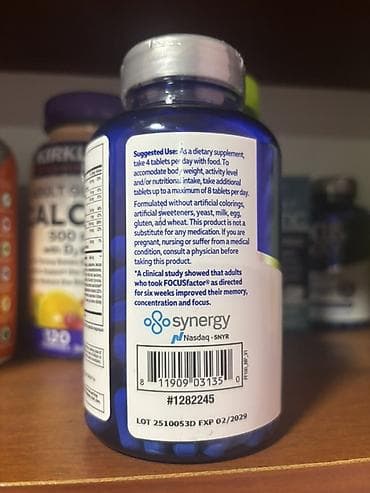 Suggested Use: As a dietary supplement,
take 4 tablets per day with food. To
accomodate body weight, activity level
and/or nutritional intake, take additional
tablets up to a maximum of 8 tablets per day.
Formulated without artificial colorings,
artificial sweeteners, yeast, milk, egg,
gluten, and wheat. This product is not a
substitute for any medication. If you are
pregnant, nursing or suffer from a medical
condition, consult a physician before
taking this product.
*A clinical study showed that adults
who took FOCUSfactor® as directed
for six weeks improved their memory,
concentration and focus.
synergy
Nasdaq · SNYR
8 11909 03135 0
#1282245
LOT 2510053D EXP 02/2029
KIRKL
ALC
500
120